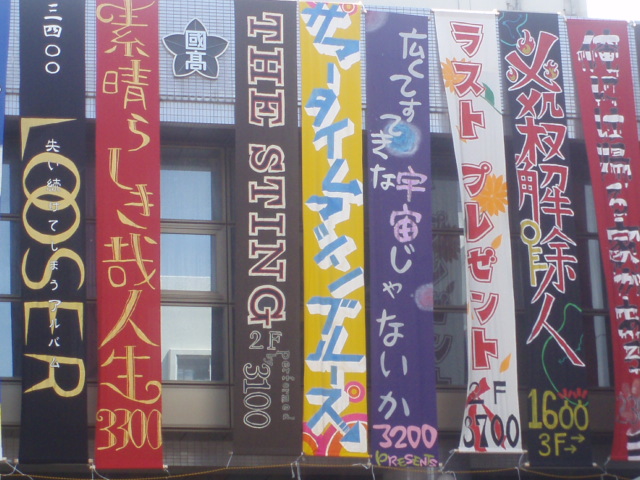 三四〇〇
LOOSER
失い続けてしまうアルバム
素晴らしき哉人生
3300
國高
THE STING
2F
performed
3100
サマータイムマシンブルース
広くてすてきな宇宙じゃないか
3200
PRESENTS.
ラスト プレゼント
2F
3700
必殺解除人
1600
3F→